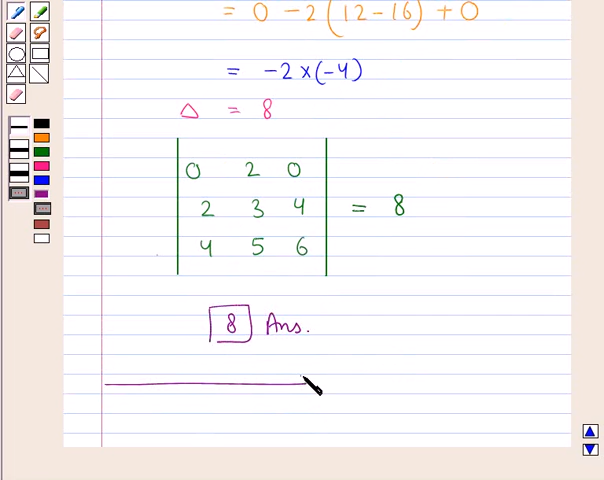 = 0 -2(12-16) + 0
= -2×(-4)
Δ = 8
0 2 0
2 3 4 = 8
4 5 6
8 Ans.